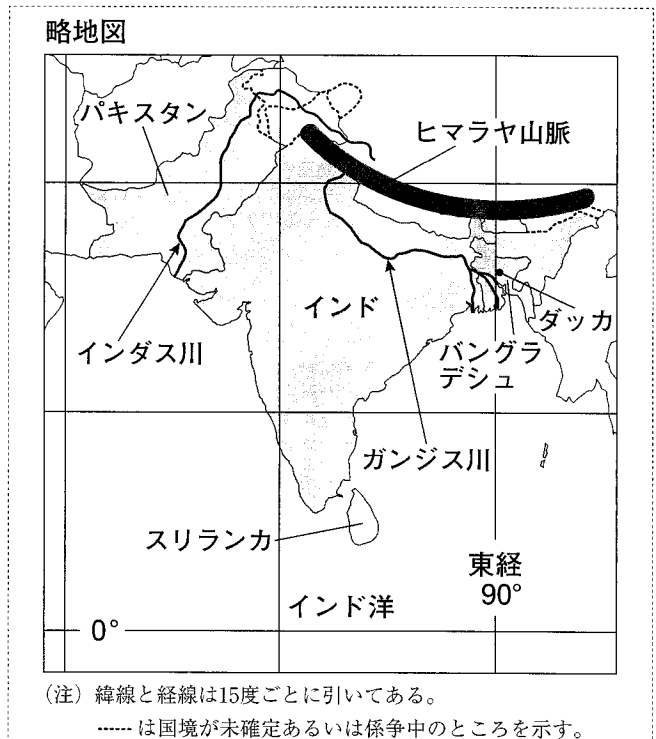 略地図
パキスタン
ヒマラヤ山脈
インド
ダッカ
インダス川
バングラ
デシュ
ガンジス川
スリランカ
東経
90°
インド洋
0°
(注) 緯線と経線は15度ごとに引いてある。
------ は国境が未確定あるいは係争中のところを示す。